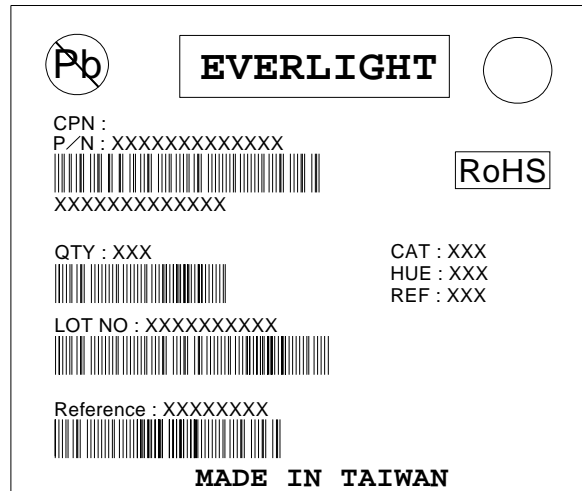 Pb
EVERLIGHT
CPN :
P/N : XXXXXXXXXXXXX
RoHS
XXXXXXXXXXXXX
QTY : XXX
CAT : XXX
HUE : XXX
REF : XXX
LOT NO : XXXXXXXXXX
Reference : XXXXXXXX
MADE IN TAIWAN